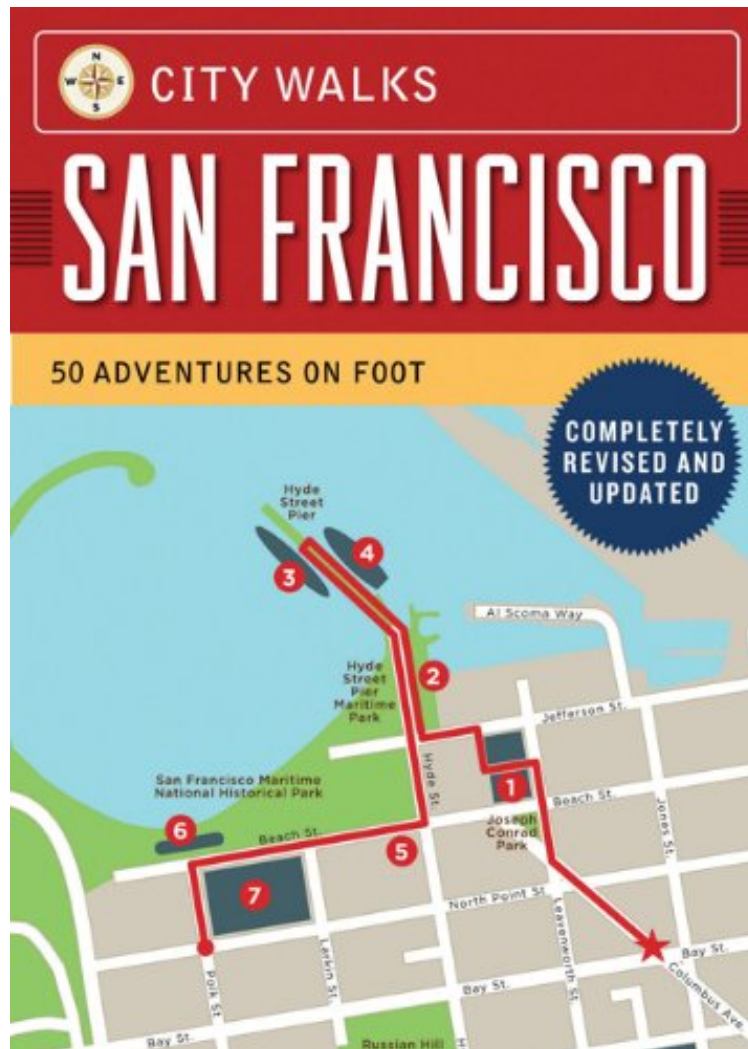 N
W E
S
CITY WALKS
SAN FRANCISCO
50 ADVENTURES ON FOOT
COMPLETELY
REVISED AND
UPDATED
Hyde
Street
Pier
4
3
Al Scoma Way
Hyde
Street
Pier
Maritime
Park
2
Jefferson St.
San Francisco Maritime
National Historical Park
Hyde St.
1
Beach St.
Jones St.
Joseph
Conrad
Park
6
Beach St.
5
7
North Point St.
Leavenworth St.
Larkin St.
Polk St.
Bay St.
Columbus Ave.
Bay St.
Bay St.
Russian Hill
H